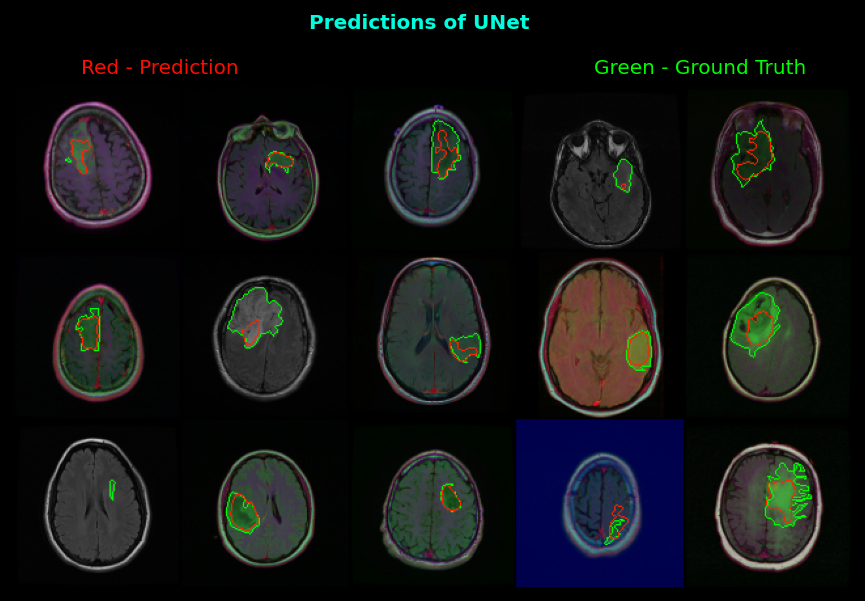 Predictions of UNet
Red - Prediction
Green - Ground Truth